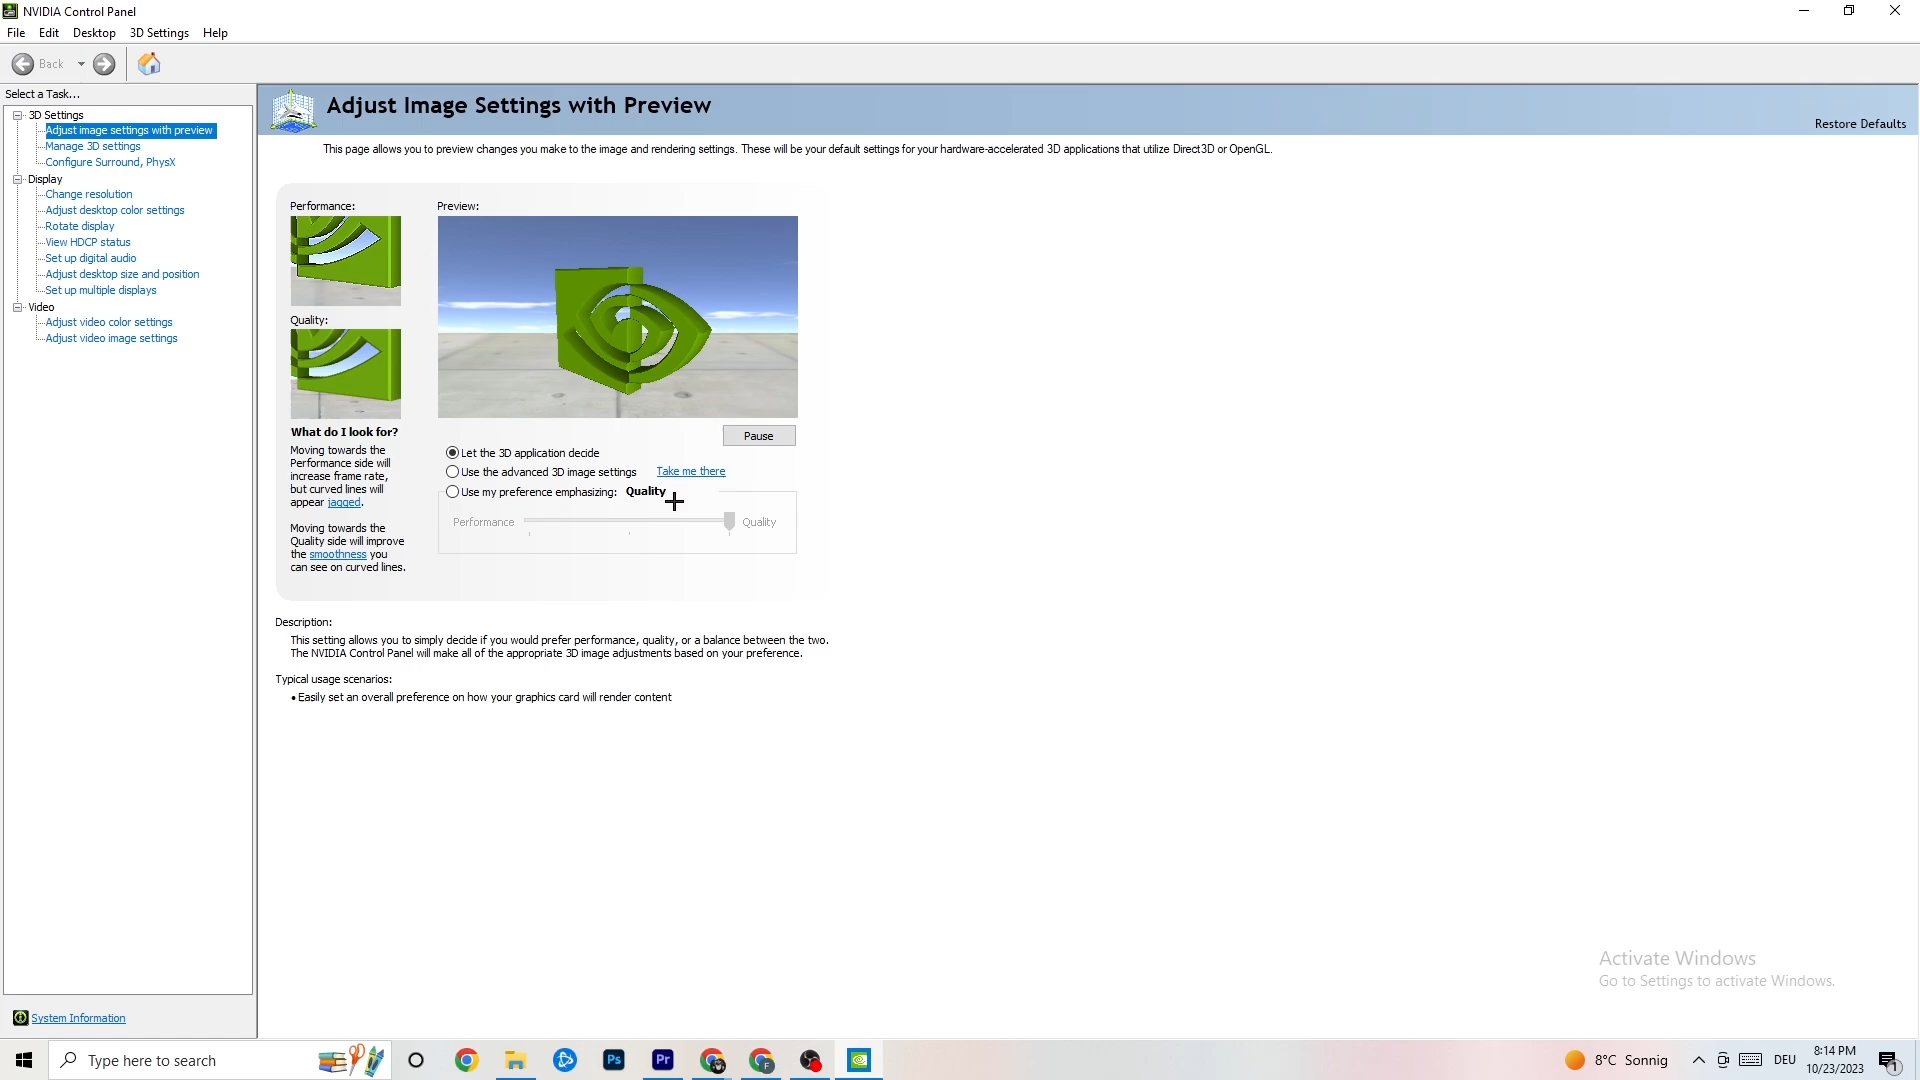 NVIDIA Control Panel
File Edit Desktop 3D Settings Help
Back
Select a Task...
3D Settings
Adjust image settings with preview
Manage 3D settings
Configure Surround, PhysX
Display
Change resolution
Adjust desktop color settings
Rotate display
View HDCP status
Set up digital audio
Adjust desktop size and position
Set up multiple displays
Video
Adjust video color settings
Adjust video image settings
System Information
Adjust Image Settings with Preview
Restore Defaults
This page allows you to preview changes you make to the image and rendering settings. These will be your default settings for your hardware-accelerated 3D applications that utilize Direct3D or OpenGL.
Performance:
Quality:
What do I look for?
Moving towards the
Performance side will
increase frame rate,
but curved lines will
appear jagged.
Moving towards the
Quality side will improve
the smoothness you
can see on curved lines.
Preview:
Pause
Let the 3D application decide
Use the advanced 3D image settings Take me there
Use my preference emphasizing: Quality
Performance Quality
Description:
This setting allows you to simply decide if you would prefer performance, quality, or a balance between the two.
The NVIDIA Control Panel will make all of the appropriate 3D image adjustments based on your preference.
Typical usage scenarios:
• Easily set an overall preference on how your graphics card will render content
Activate Windows
Go to Settings to activate Windows.
Type here to search
Ps
Pr
F
8°C Sonnig
DEU
8:14 PM
10/23/2023
1